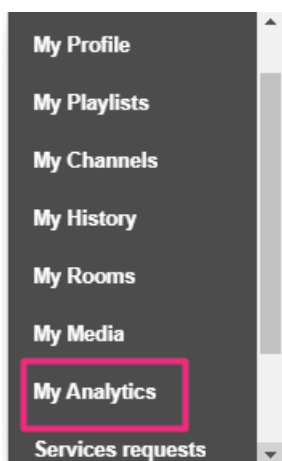 My Profile
My Playlists
My Channels
My History
My Rooms
My Media
My Analytics
Services requests